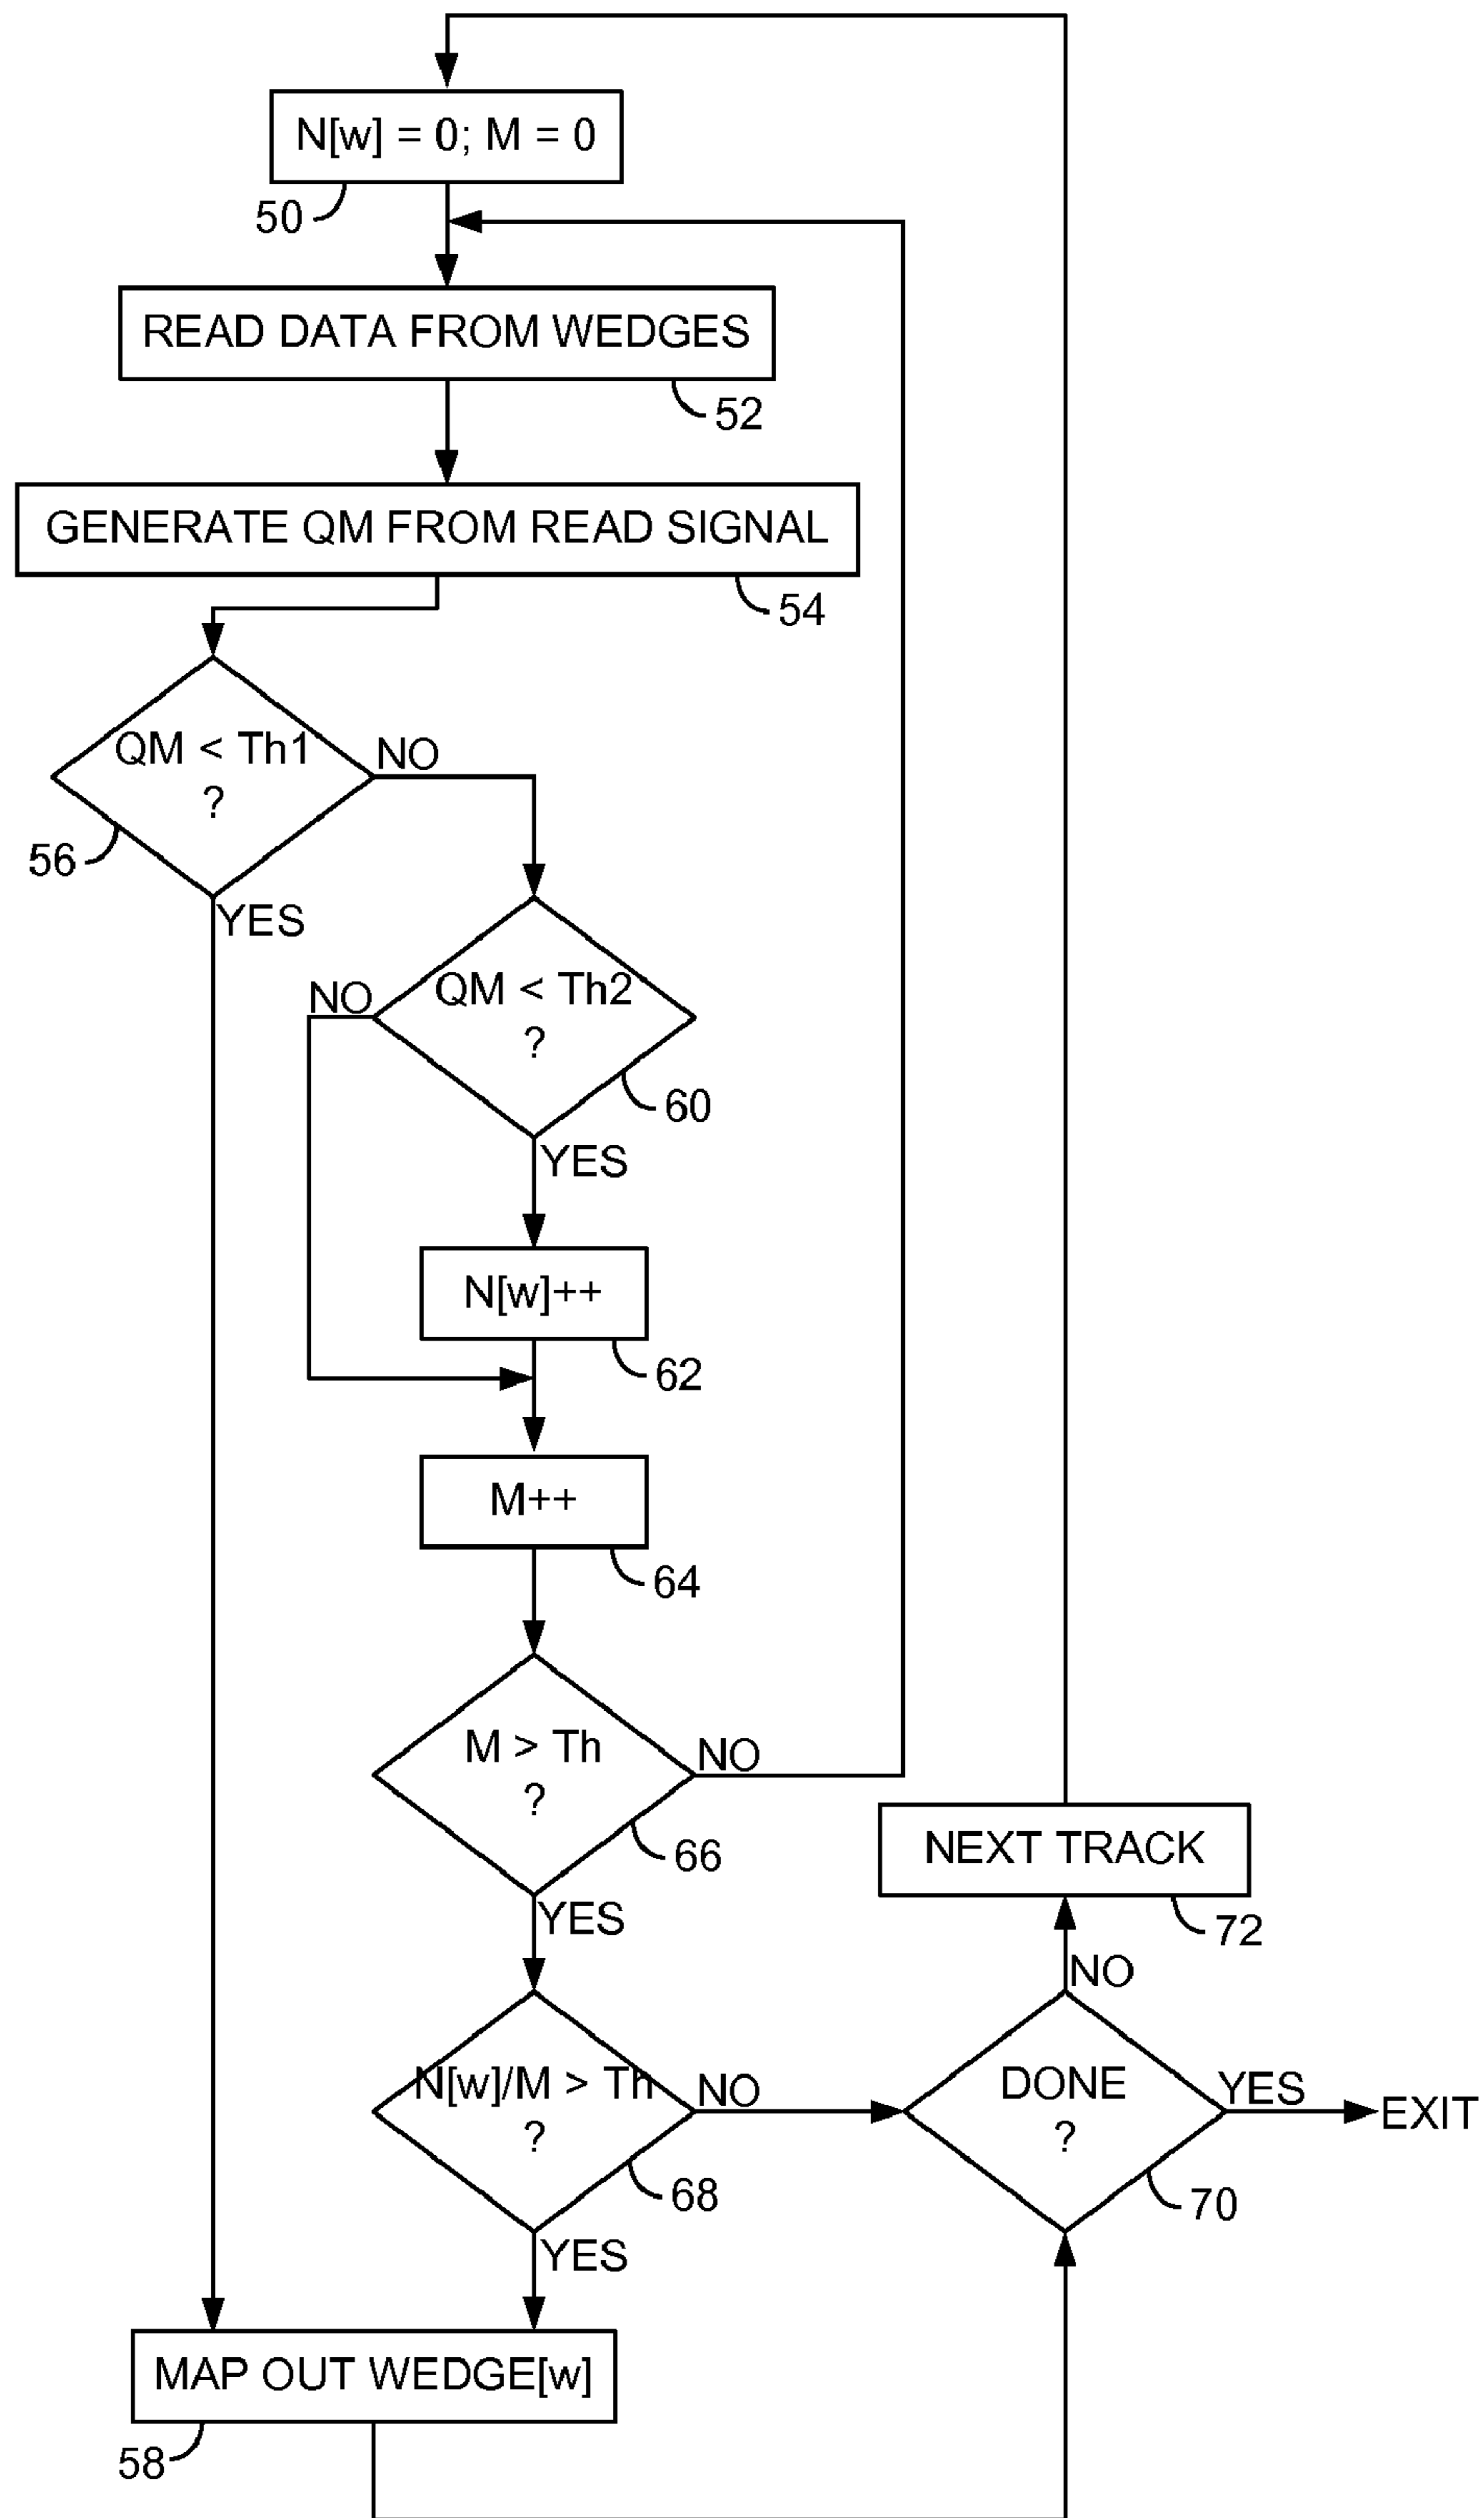 N[w] = 0; M = 0
50
READ DATA FROM WEDGES
52
GENERATE QM FROM READ SIGNAL
54
QM < Th1
?
NO
56
YES
QM < Th2
?
NO
60
YES
N[w]++
62
M++
64
M > Th
?
NO
66
YES
NEXT TRACK
72
NO
N[w]/M > Th
?
NO
68
YES
DONE
?
YES
EXIT
70
MAP OUT WEDGE[w]
58